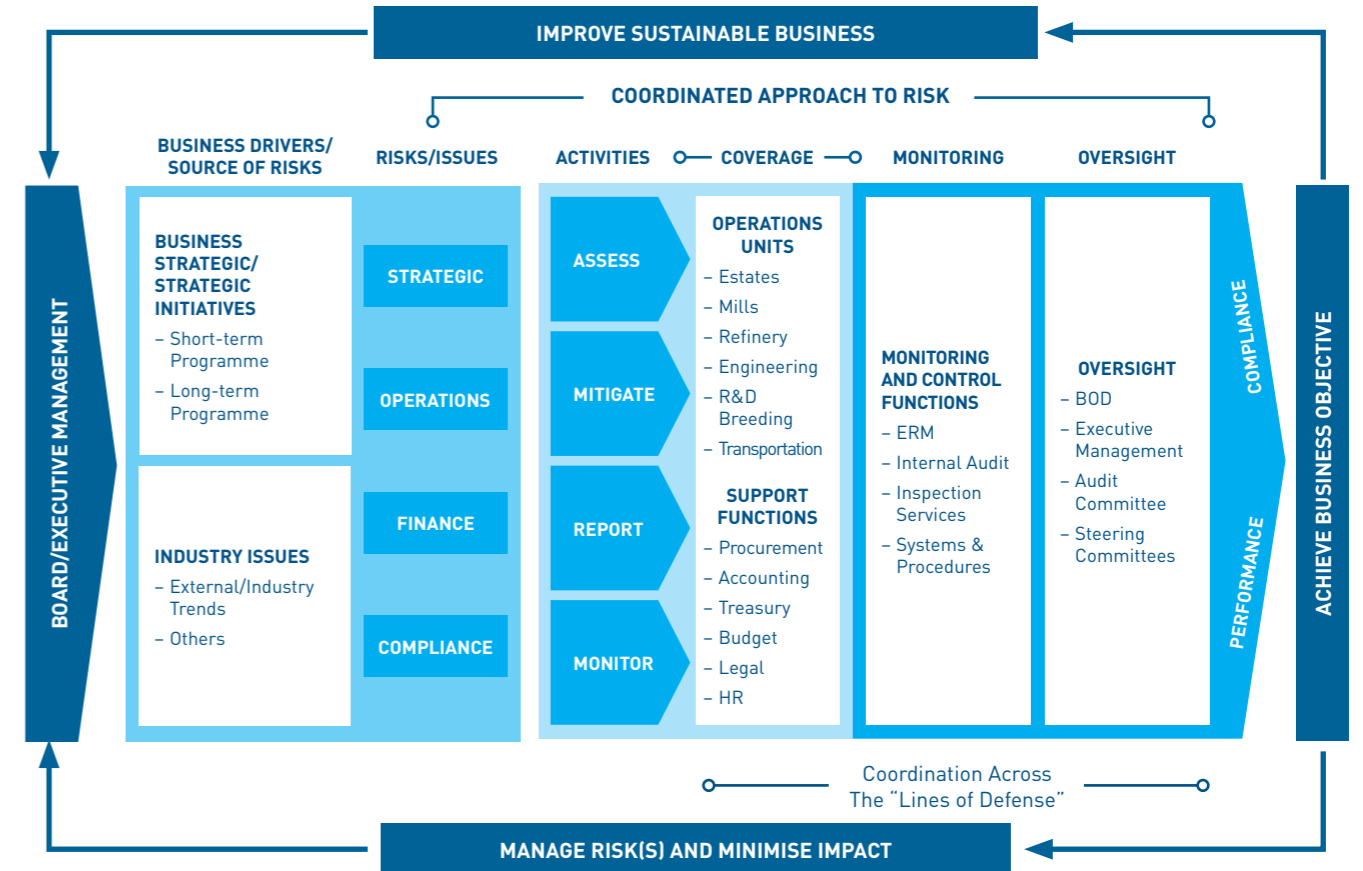 IMPROVE SUSTAINABLE BUSINESS
COORDINATED APPROACH TO RISK
BUSINESS DRIVERS/
SOURCE OF RISKS
RISKS/ISSUES
ACTIVITIES
COVERAGE
MONITORING
OVERSIGHT
BOARD/EXECUTIVE MANAGEMENT
BUSINESS
STRATEGIC/
STRATEGIC
INITIATIVES
– Short-term
Programme
– Long-term
Programme
INDUSTRY ISSUES
– External/Industry
Trends
– Others
STRATEGIC
OPERATIONS
FINANCE
COMPLIANCE
ASSESS
MITIGATE
REPORT
MONITOR
OPERATIONS
UNITS
– Estates
– Mills
– Refinery
– Engineering
– R&D
Breeding
– Transportation
SUPPORT
FUNCTIONS
– Procurement
– Accounting
– Treasury
– Budget
– Legal
– HR
MONITORING
AND CONTROL
FUNCTIONS
– ERM
– Internal Audit
– Inspection
Services
– Systems &
Procedures
OVERSIGHT
– BOD
– Executive
Management
– Audit
Committee
– Steering
Committees
COMPLIANCE
PERFORMANCE
ACHIEVE BUSINESS OBJECTIVE
Coordination Across
The “Lines of Defense”
MANAGE RISK(S) AND MINIMISE IMPACT